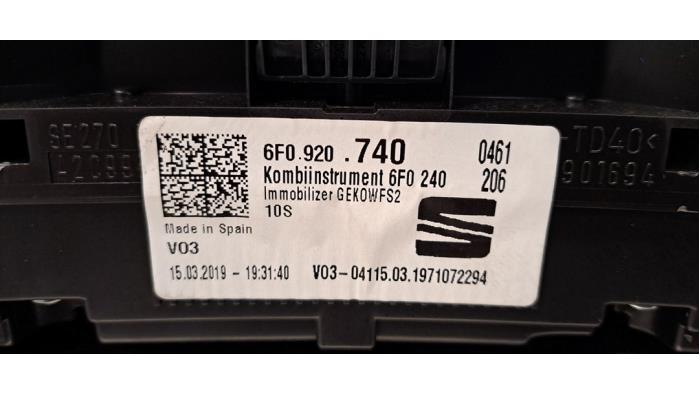 SE270
6F0.920 .740 0461
Kombiinstrument 6F0 240 206
Immobilizer GEKOWFS2
10S
Made in Spain
V03
15.03.2019 - 19:31:40 V03-04115.03.1971072294
-TD40<
901694